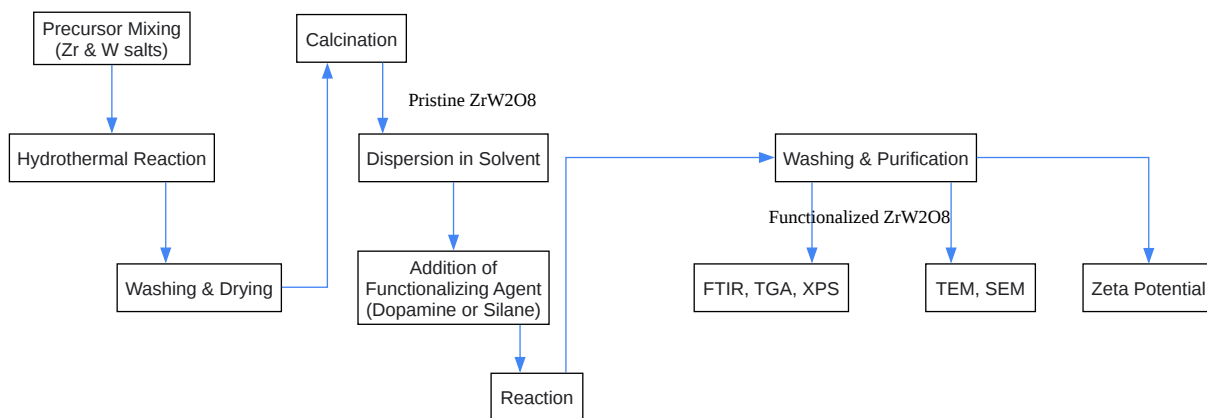 Precursor Mixing
(Zr & W salts)
Hydrothermal Reaction
Washing & Drying
Calcination
Pristine ZrW2O8
Dispersion in Solvent
Addition of
Functionalizing Agent
(Dopamine or Silane)
Reaction
Washing & Purification
Functionalized ZrW2O8
FTIR, TGA, XPS
TEM, SEM
Zeta Potential